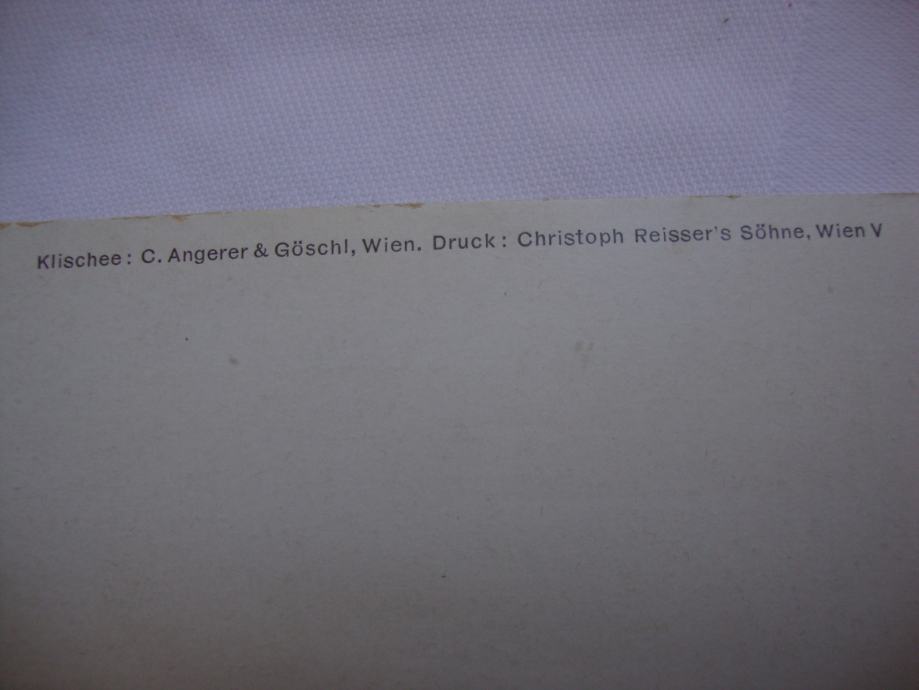 Klischee: C. Angerer & Göschl, Wien. Druck: Christoph Reisser's Söhne, Wien V